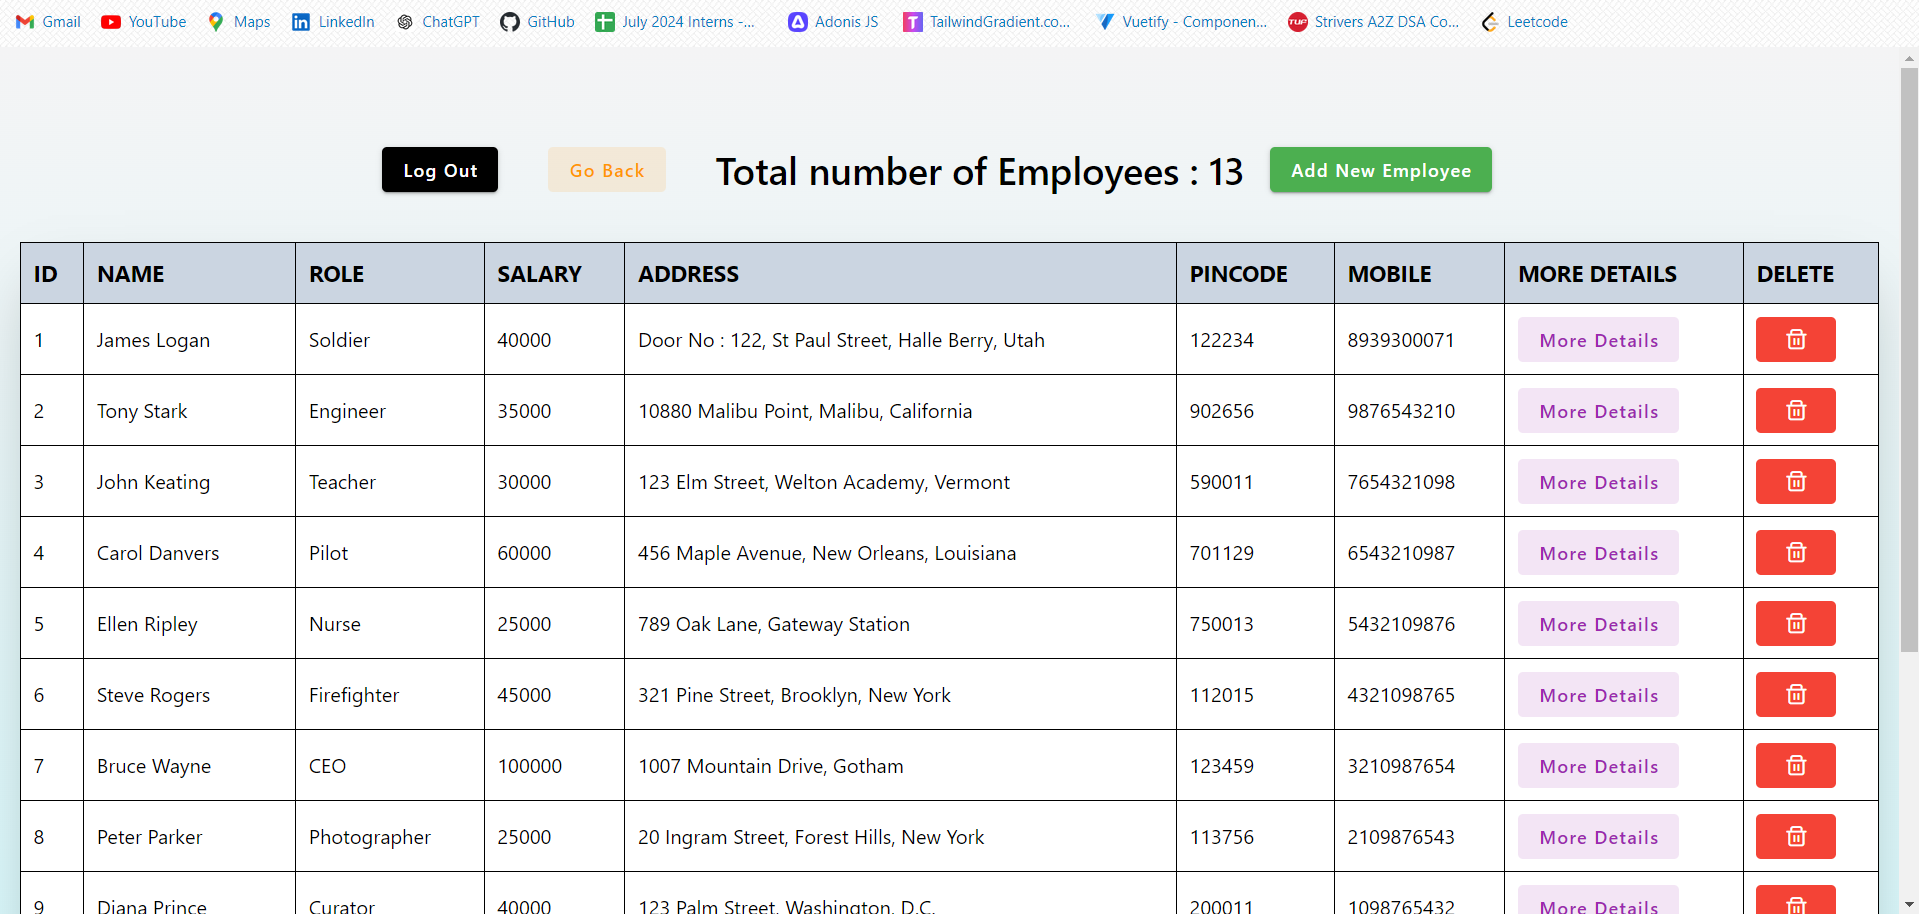 Gmail YouTube Maps LinkedIn ChatGPT GitHub July 2024 Interns -... Adonis JS TailwindGradient.co... Vuetify - Componen... Strivers A2Z DSA Co... Leetcode
Log Out Go Back Total number of Employees : 13 Add New Employee
ID NAME ROLE SALARY ADDRESS PINCODE MOBILE MORE DETAILS DELETE
1 James Logan Soldier 40000 Door No : 122, St Paul Street, Halle Berry, Utah 122234 8939300071 More Details
2 Tony Stark Engineer 35000 10880 Malibu Point, Malibu, California 902656 9876543210 More Details
3 John Keating Teacher 30000 123 Elm Street, Welton Academy, Vermont 590011 7654321098 More Details
4 Carol Danvers Pilot 60000 456 Maple Avenue, New Orleans, Louisiana 701129 6543210987 More Details
5 Ellen Ripley Nurse 25000 789 Oak Lane, Gateway Station 750013 5432109876 More Details
6 Steve Rogers Firefighter 45000 321 Pine Street, Brooklyn, New York 112015 4321098765 More Details
7 Bruce Wayne CEO 100000 1007 Mountain Drive, Gotham 123459 3210987654 More Details
8 Peter Parker Photographer 25000 20 Ingram Street, Forest Hills, New York 113756 2109876543 More Details
9 Diana Prince Curator 40000 123 Palm Street, Washington, D.C. 200011 1098765432 More Details